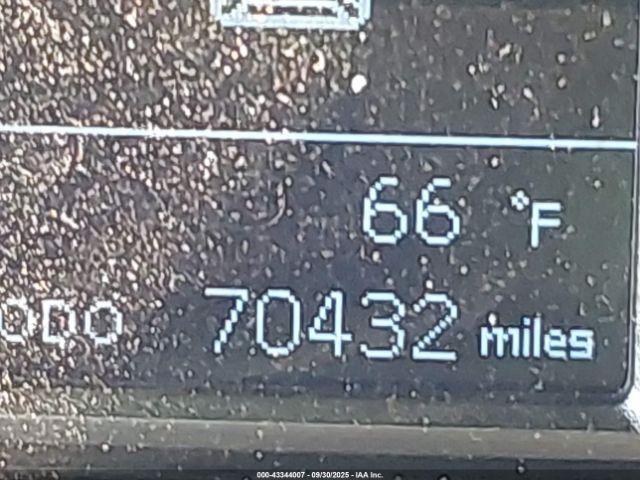 66 °F
ODO 70432 miles
000-43344007 - 09/30/2025 - IAA Inc.